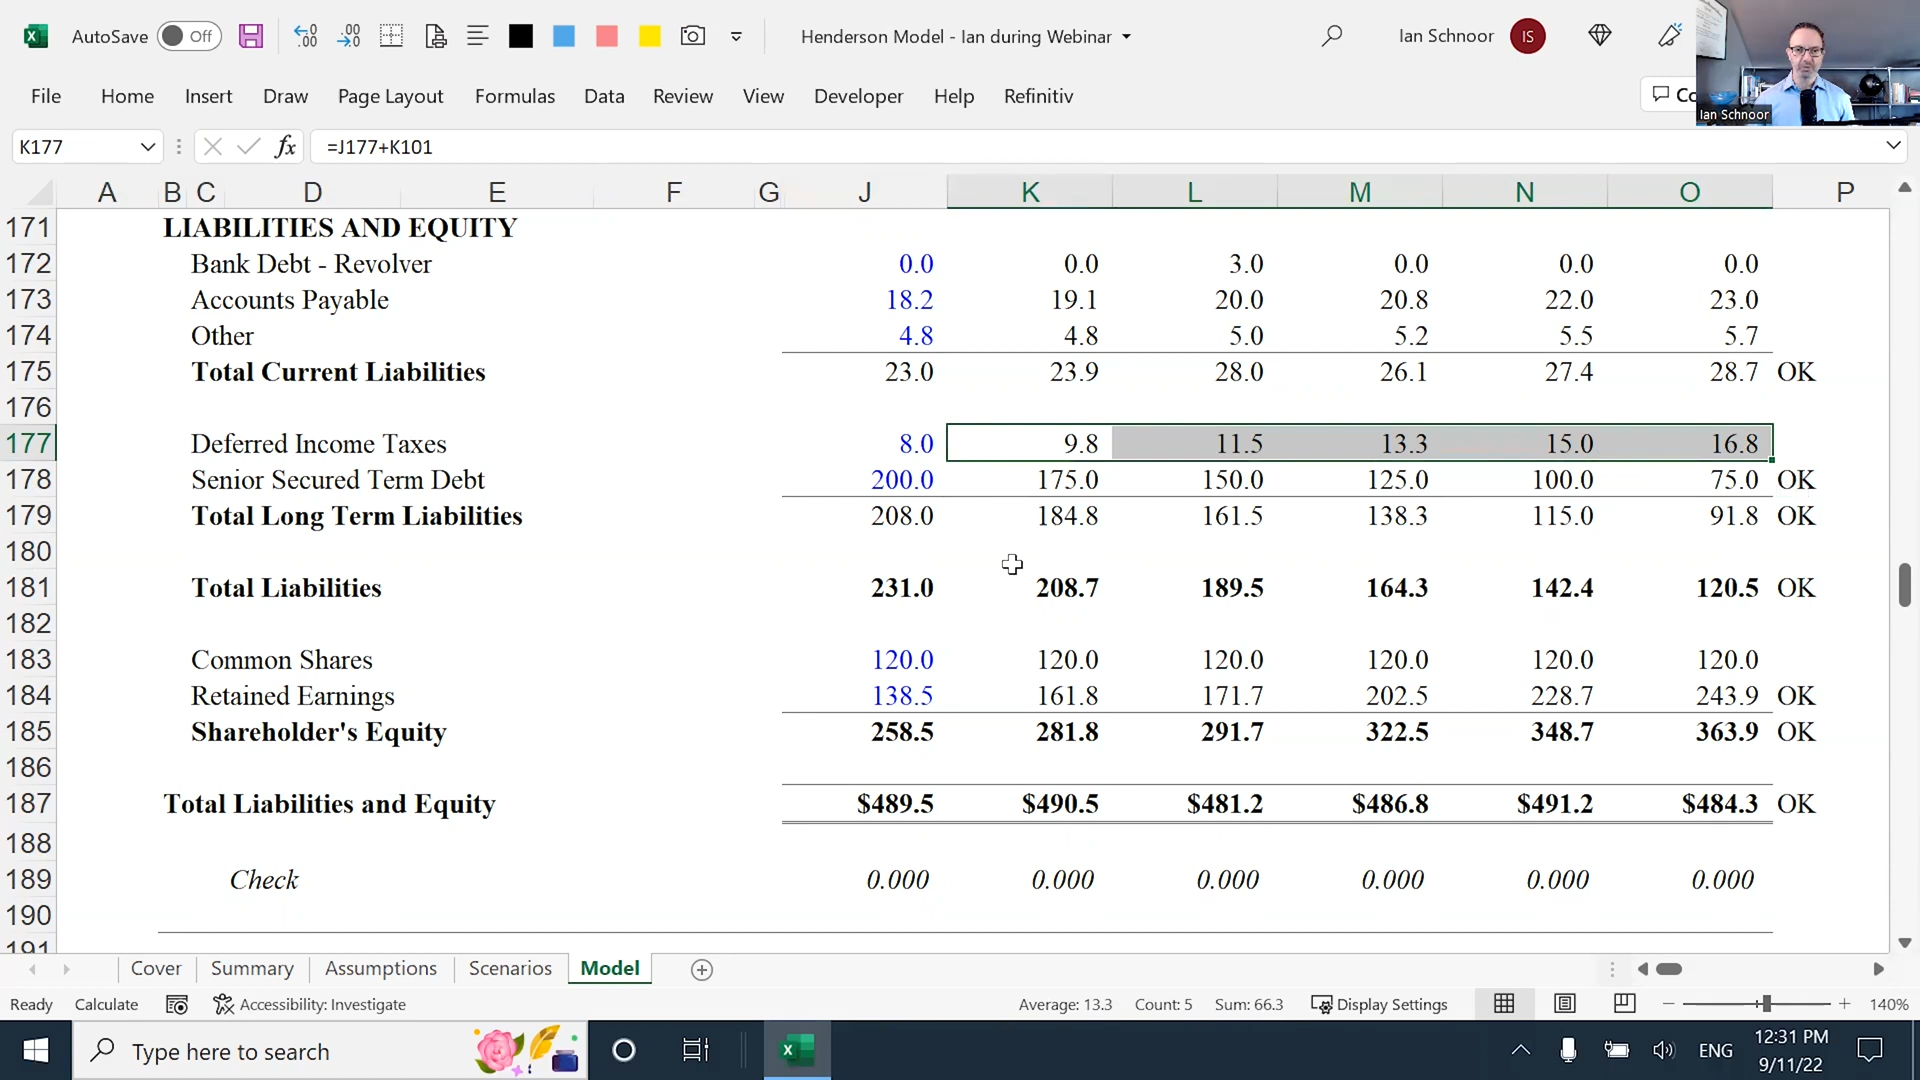 AutoSave Off Henderson Model - Ian during Webinar Ian Schnoor IS
File Home Insert Draw Page Layout Formulas Data Review View Developer Help Refinitiv Co
Ian Schnoor
K177 fx =J177+K101
A B C D E F G J K L M N O P
171 LIABILITIES AND EQUITY
172 Bank Debt - Revolver 0.0 0.0 3.0 0.0 0.0 0.0
173 Accounts Payable 18.2 19.1 20.0 20.8 22.0 23.0
174 Other 4.8 4.8 5.0 5.2 5.5 5.7
175 Total Current Liabilities 23.0 23.9 28.0 26.1 27.4 28.7 OK
176
177 Deferred Income Taxes 8.0 9.8 11.5 13.3 15.0 16.8
178 Senior Secured Term Debt 200.0 175.0 150.0 125.0 100.0 75.0 OK
179 Total Long Term Liabilities 208.0 184.8 161.5 138.3 115.0 91.8 OK
180
181 Total Liabilities 231.0 208.7 189.5 164.3 142.4 120.5 OK
182
183 Common Shares 120.0 120.0 120.0 120.0 120.0 120.0
184 Retained Earnings 138.5 161.8 171.7 202.5 228.7 243.9 OK
185 Shareholder's Equity 258.5 281.8 291.7 322.5 348.7 363.9 OK
186
187 Total Liabilities and Equity $489.5 $490.5 $481.2 $486.8 $491.2 $484.3 OK
188
189 Check 0.000 0.000 0.000 0.000 0.000 0.000
190
191
Cover Summary Assumptions Scenarios Model
Ready Calculate Accessibility: Investigate Average: 13.3 Count: 5 Sum: 66.3 Display Settings 140%
Type here to search ENG 12:31 PM
9/11/22